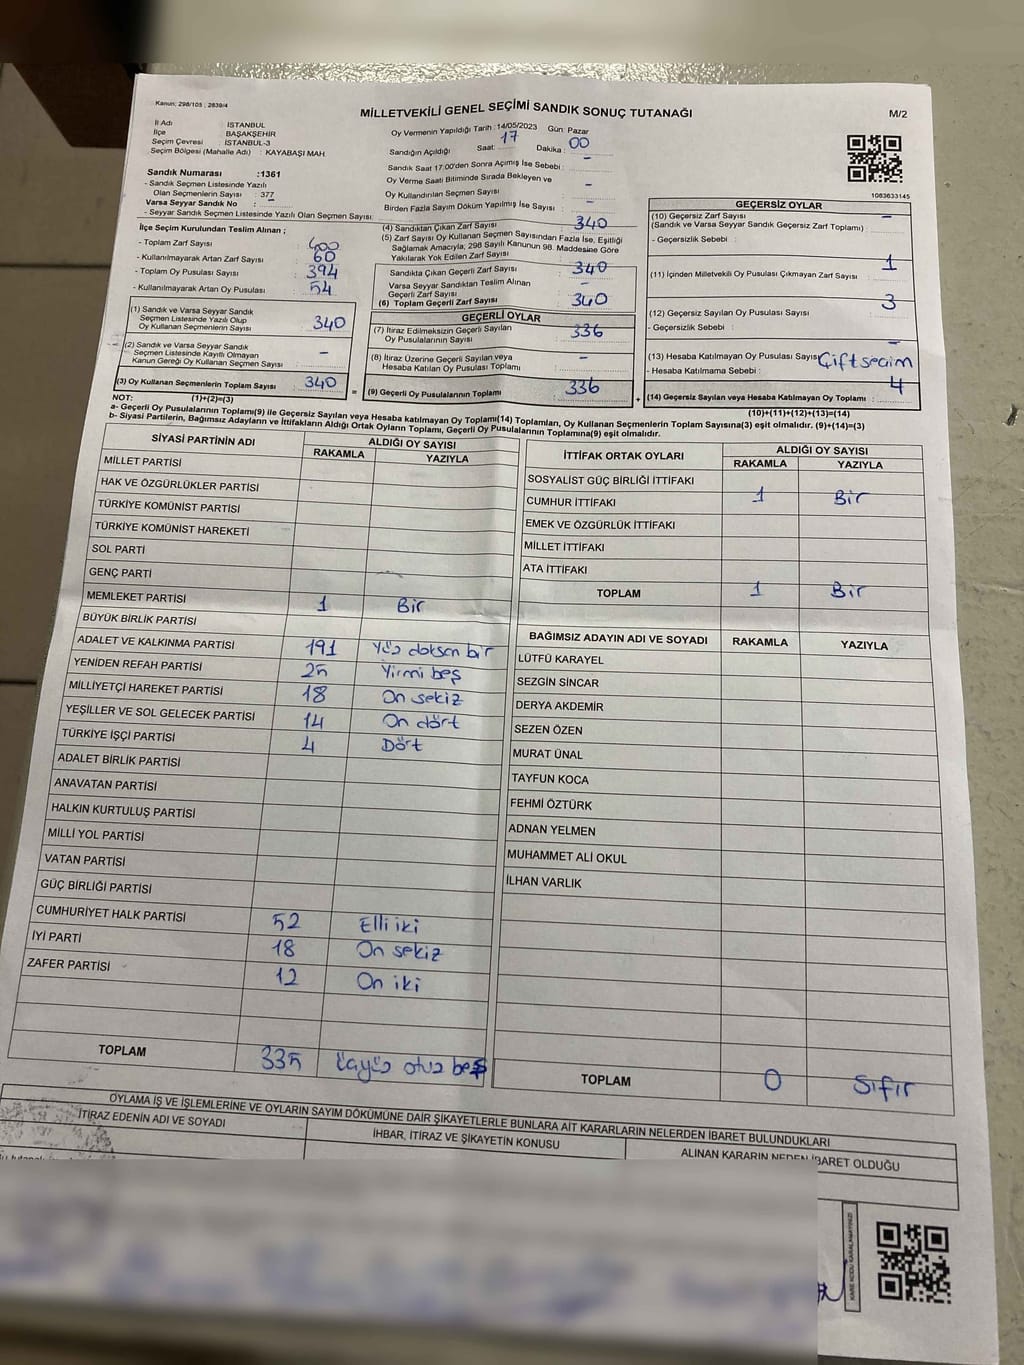 Kanun: 298/105 ; 2839/4
MİLLETVEKİLİ GENEL SEÇİMİ SANDIK SONUÇ TUTANAĞI
M/2
İl Adı İSTANBUL
İlçe BAŞAKŞEHİR
Seçim Çevresi İSTANBUL-3
Seçim Bölgesi (Mahalle Adı) : KAYABAŞI MAH.
Sandık Numarası :1361
- Sandık Seçmen Listesinde Yazılı
Olan Seçmenlerin Sayısı : 377
Varsa Seyyar Sandık No : -
- Seyyar Sandık Seçmen Listesinde Yazılı Olan Seçmen Sayısı:
İlçe Seçim Kurulundan Teslim Alınan ;
- Toplam Zarf Sayısı : 400
- Kullanılmayarak Artan Zarf Sayısı : 60
- Toplam Oy Pusulası Sayısı : 394
- Kullanılmayarak Artan Oy Pusulası : 54
(1) Sandık ve Varsa Seyyar Sandık
Seçmen Listesinde Yazılı Olup
Oy Kullanan Seçmenlerin Sayısı : 340
(2) Sandık ve Varsa Seyyar Sandık
Seçmen Listesinde Kayıtlı Olmayan
Kanun Gereği Oy Kullanan Seçmen Sayısı : -
(3) Oy Kullanan Seçmenlerin Toplam Sayısı : 340
Oy Vermenin Yapıldığı Tarih :14/05/2023 Gün: Pazar
Sandığın Açıldığı Saat: 17 Dakika : 00
Sandık Saat 17:00'den Sonra Açımış İse Sebebi : -
Oy Verme Saati Bitiminde Sırada Bekleyen ve
Oy Kullandırılan Seçmen Sayısı : -
Birden Fazla Sayım Döküm Yapılmış İse Sayısı : -
(4) Sandıktan Çıkan Zarf Sayısı : 340
(5) Zarf Sayısı Oy Kullanan Seçmen Sayısından Fazla İse, Eşitliği
Sağlamak Amacıyla; 298 Sayılı Kanunun 98. Maddesine Göre
Yakılarak Yok Edilen Zarf Sayısı : -
Sandıkta Çıkan Geçerli Zarf Sayısı : 340
Varsa Seyyar Sandıktan Teslim Alınan
Geçerli Zarf Sayısı : -
(6) Toplam Geçerli Zarf Sayısı : 340
GEÇERLİ OYLAR
(7) İtiraz Edilmeksizin Geçerli Sayılan
Oy Pusulalarının Sayısı : 336
(8) İtiraz Üzerine Geçerli Sayılan veya
Hesaba Katılan Oy Pusulası Toplamı : -
(9) Geçerli Oy Pusulalarının Toplamı : 336
1083633145
GEÇERSİZ OYLAR
(10) Geçersiz Zarf Sayısı -
(Sandık ve Varsa Seyyar Sandık Geçersiz Zarf Toplamı) :
- Geçersizlik Sebebi :
(11) İçinden Milletvekili Oy Pusulası Çıkmayan Zarf Sayısı : 1
(12) Geçersiz Sayılan Oy Pusulası Sayısı : 3
- Geçersizlik Sebebi :
(13) Hesaba Katılmayan Oy Pusulası Sayısı : -
- Hesaba Katılmama Sebebi : Çift seçim
(14) Geçersiz Sayılan veya Hesaba Katılmayan Oy Toplamı : 4
NOT: (1)+(2)=(3)
(10)+(11)+(12)+(13)=(14)
a- Geçerli Oy Pusulalarının Toplamı(9) ile Geçersiz Sayılan veya Hesaba katılmayan Oy Toplamı(14) Toplamları, Oy Kullanan Seçmenlerin Toplam Sayısına(3) eşit olmalıdır. (9)+(14)=(3)
b- Siyasi Partilerin, Bağımsız Adayların ve İttifakların Aldığı Ortak Oyların Toplamı, Geçerli Oy Pusulalarının Toplamına(9) eşit olmalıdır.
SİYASİ PARTİNİN ADI ALDIĞI OY SAYISI
RAKAMLA YAZIYLA
MİLLET PARTİSİ
HAK VE ÖZGÜRLÜKLER PARTİSİ
TÜRKİYE KOMÜNİST PARTİSİ
TÜRKİYE KOMÜNİST HAREKETİ
SOL PARTİ
GENÇ PARTİ
MEMLEKET PARTİSİ 1 Bir
BÜYÜK BİRLİK PARTİSİ
ADALET VE KALKINMA PARTİSİ 191 Yüz doksan bir
YENİDEN REFAH PARTİSİ 25 Yirmi beş
MİLLİYETÇİ HAREKET PARTİSİ 18 On sekiz
YEŞİLLER VE SOL GELECEK PARTİSİ 14 On dört
TÜRKİYE İŞÇİ PARTİSİ 4 Dört
ADALET BİRLİK PARTİSİ
ANAVATAN PARTİSİ
HALKIN KURTULUŞ PARTİSİ
MİLLİ YOL PARTİSİ
VATAN PARTİSİ
GÜÇ BİRLİĞİ PARTİSİ
CUMHURİYET HALK PARTİSİ 52 Elli iki
İYİ PARTİ 18 On sekiz
ZAFER PARTİSİ 12 On iki
TOPLAM 335 Üçyüz otuz beş
İTTİFAK ORTAK OYLARI ALDIĞI OY SAYISI
RAKAMLA YAZIYLA
SOSYALİST GÜÇ BİRLİĞİ İTTİFAKI
CUMHUR İTTİFAKI 1 Bir
EMEK VE ÖZGÜRLÜK İTTİFAKI
MİLLET İTTİFAKI
ATA İTTİFAKI
TOPLAM 1 Bir
BAĞIMSIZ ADAYIN ADI VE SOYADI RAKAMLA YAZIYLA
LÜTFÜ KARAYEL
SEZGİN SİNCAR
DERYA AKDEMİR
SEZEN ÖZEN
MURAT ÜNAL
TAYFUN KOCA
FEHMİ ÖZTÜRK
ADNAN YELMEN
MUHAMMET ALİ OKUL
İLHAN VARLIK
TOPLAM 0 Sıfır
OYLAMA İŞ VE İŞLEMLERİNE VE OYLARIN SAYIM DÖKÜMÜNE DAİR ŞİKAYETLERLE BUNLARA AİT KARARLARIN NELERDEN İBARET BULUNDUKLARI
İTİRAZ EDENİN ADI VE SOYADI
İHBAR, İTİRAZ VE ŞİKAYETİN KONUSU
ALINAN KARARIN NEDEN İBARET OLDUĞU
KARE KODU KARALAMAYINIZ!